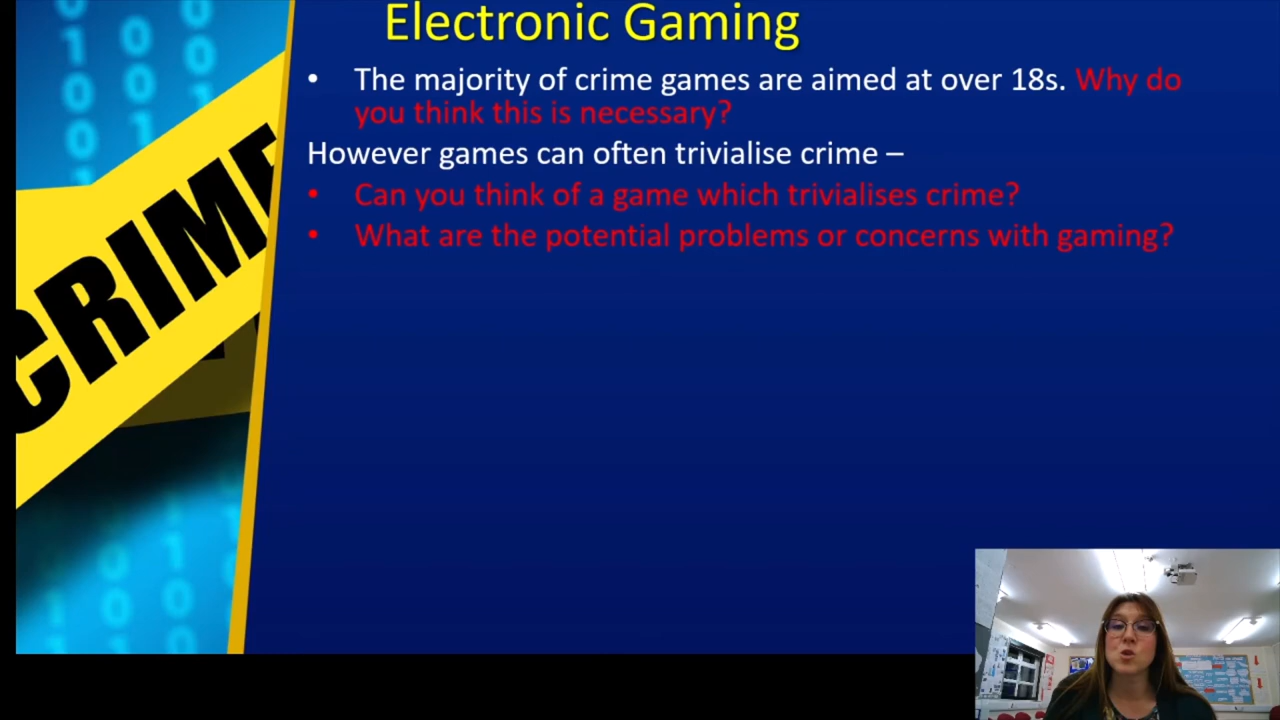 Electronic Gaming
• The majority of crime games are aimed at over 18s. Why do
you think this is necessary?
However games can often trivialise crime –
• Can you think of a game which trivialises crime?
• What are the potential problems or concerns with gaming?
CRIME